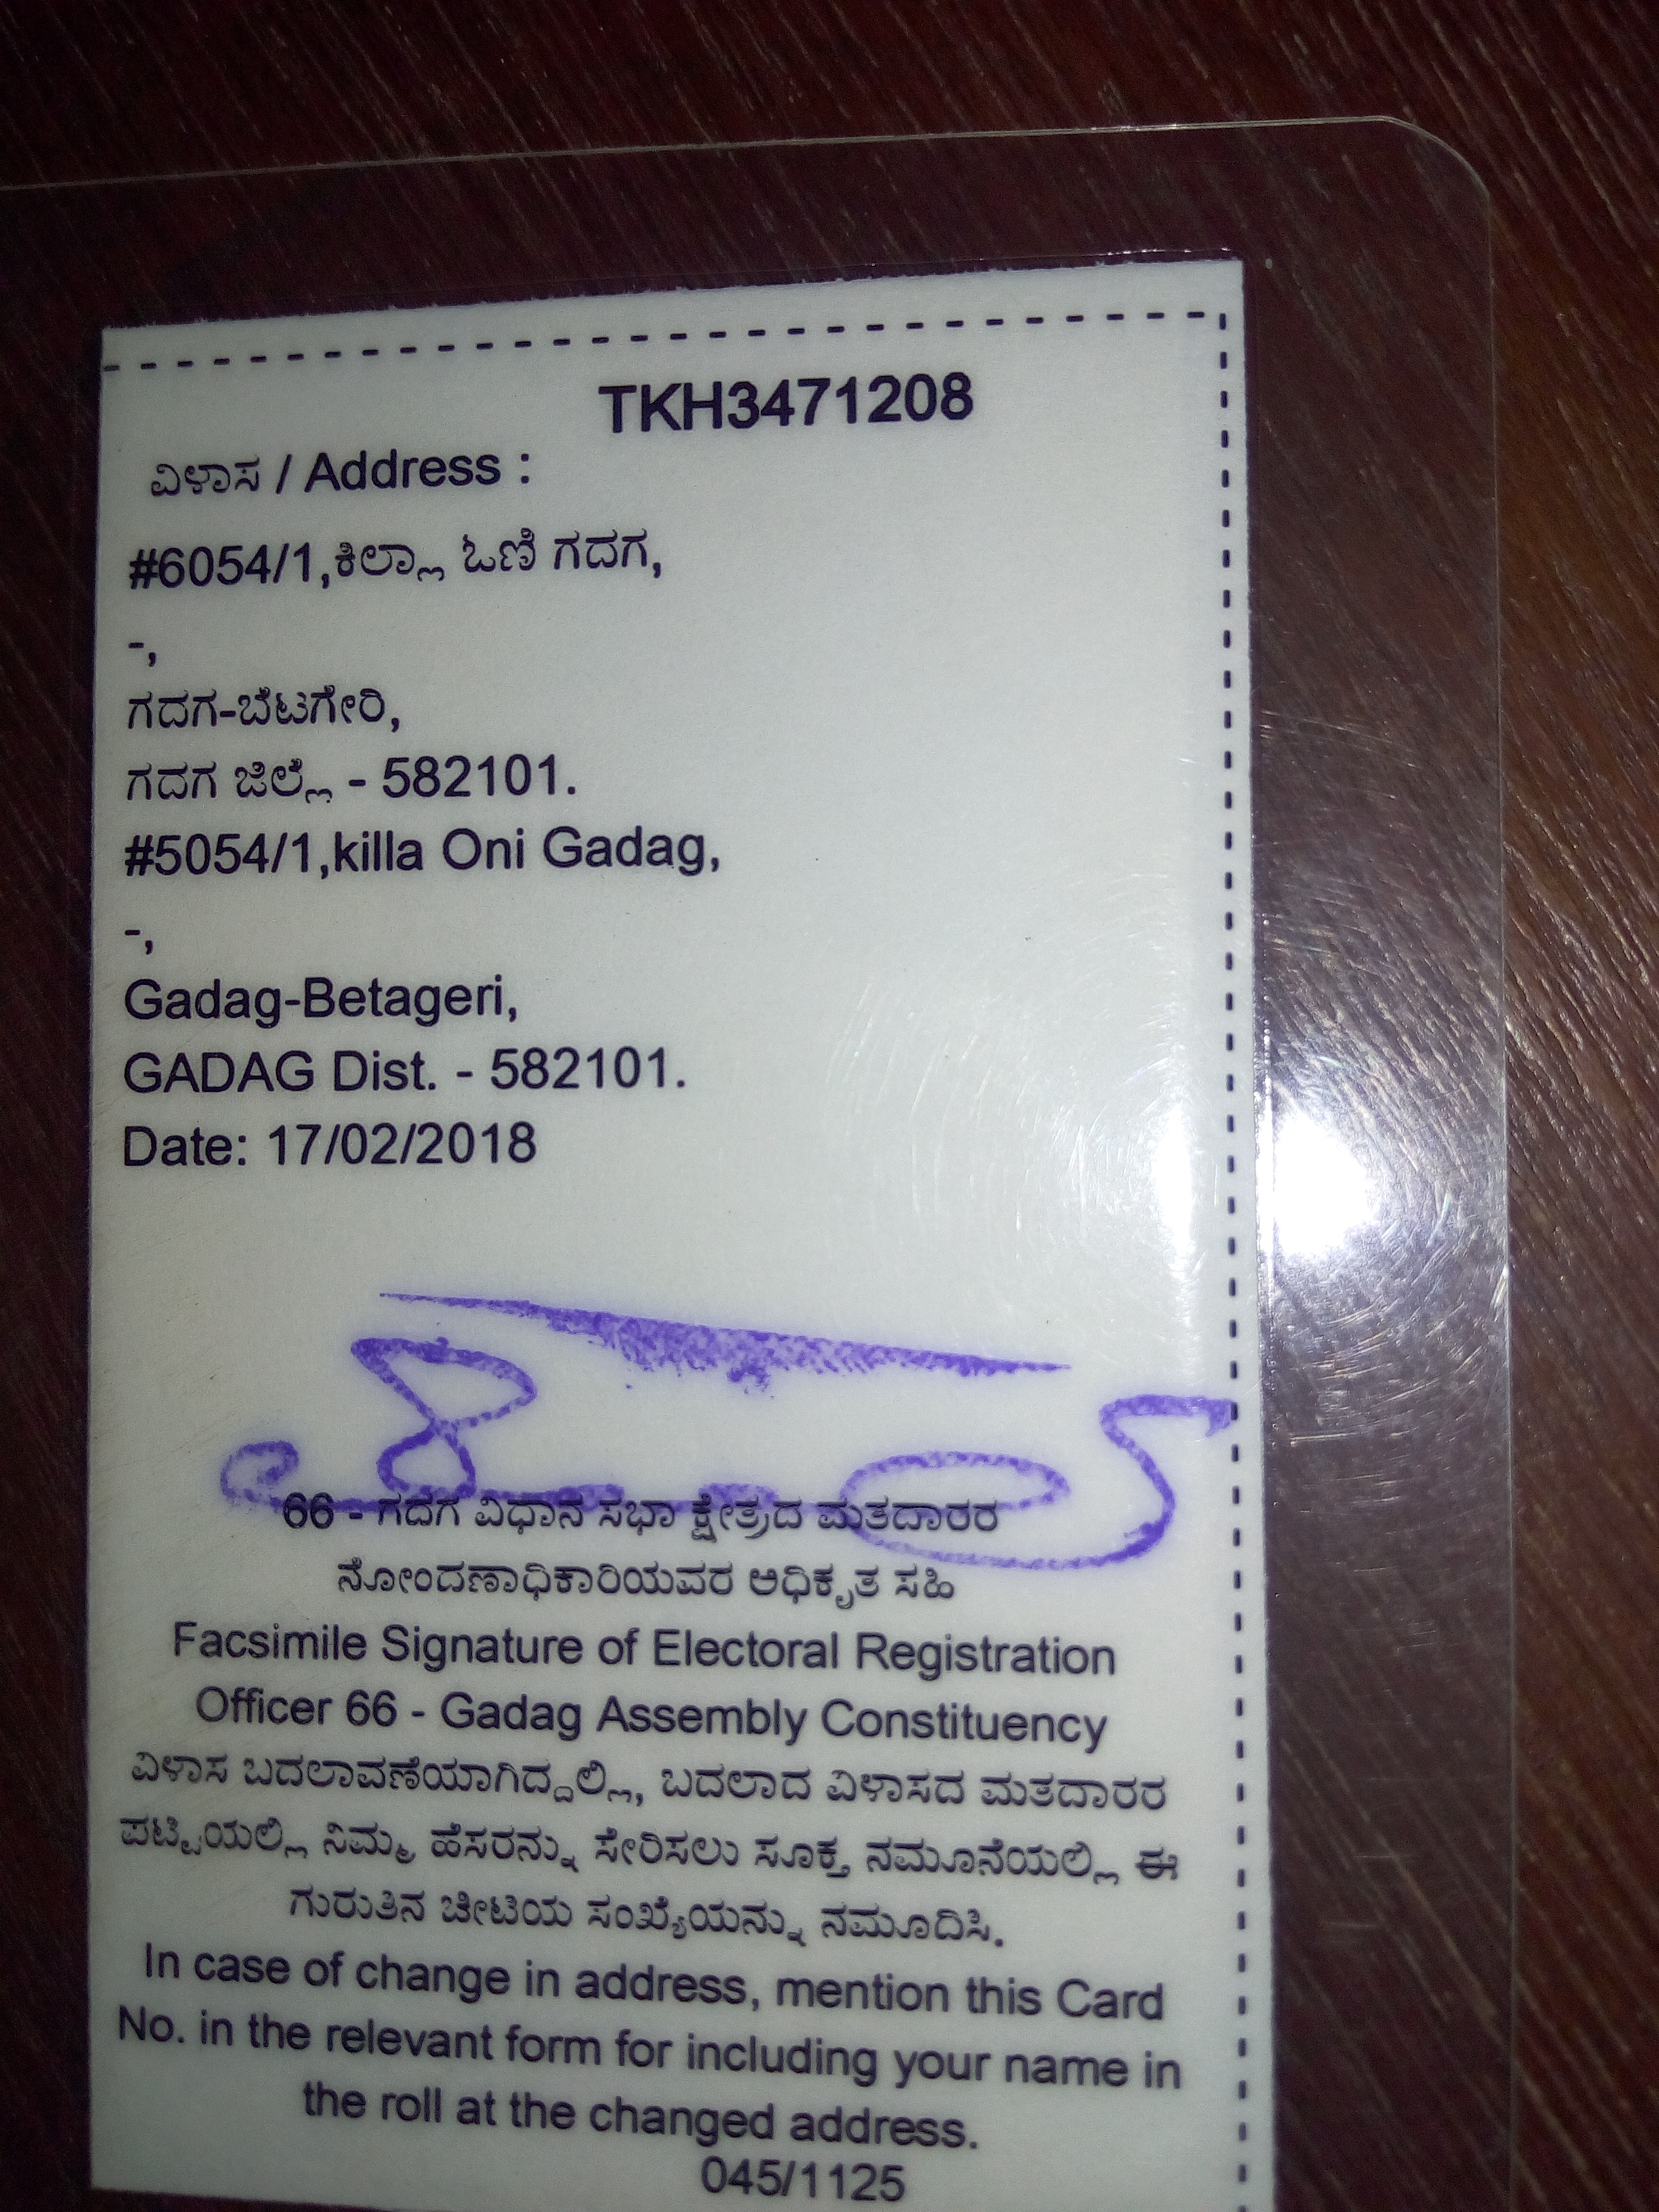 TKH3471208
ವಿಳಾಸ / Address :
#6054/1,ಕಿಲ್ಲಾ ಓಣಿ ಗದಗ,
-,
ಗದಗ-ಬೆಟಗೇರಿ,
ಗದಗ ಜಿಲ್ಲೆ - 582101.
#5054/1,killa Oni Gadag,
-,
Gadag-Betageri,
GADAG Dist. - 582101.
Date: 17/02/2018
66 - ಗದಗ ವಿಧಾನ ಸಭಾ ಕ್ಷೇತ್ರದ ಮತದಾರರ
ನೋಂದಣಾಧಿಕಾರಿಯವರ ಅಧಿಕೃತ ಸಹಿ
Facsimile Signature of Electoral Registration
Officer 66 - Gadag Assembly Constituency
ವಿಳಾಸ ಬದಲಾವಣೆಯಾಗಿದ್ದಲ್ಲಿ, ಬದಲಾದ ವಿಳಾಸದ ಮತದಾರರ
ಪಟ್ಟಿಯಲ್ಲಿ ನಿಮ್ಮ ಹೆಸರನ್ನು ಸೇರಿಸಲು ಸೂಕ್ತ ನಮೂನೆಯಲ್ಲಿ ಈ
ಗುರುತಿನ ಚೀಟಿಯ ಸಂಖ್ಯೆಯನ್ನು ನಮೂದಿಸಿ.
In case of change in address, mention this Card
No. in the relevant form for including your name in
the roll at the changed address.
045/1125